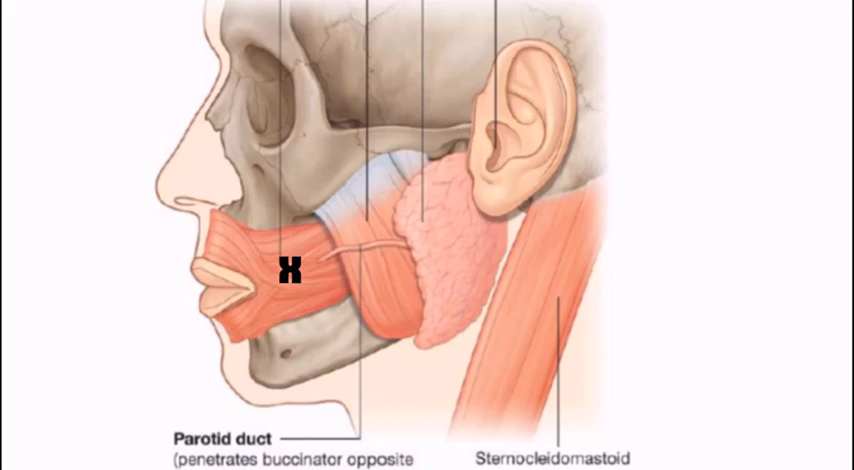 X
Parotid duct
(penetrates buccinator opposite
Sternocleidomastoid